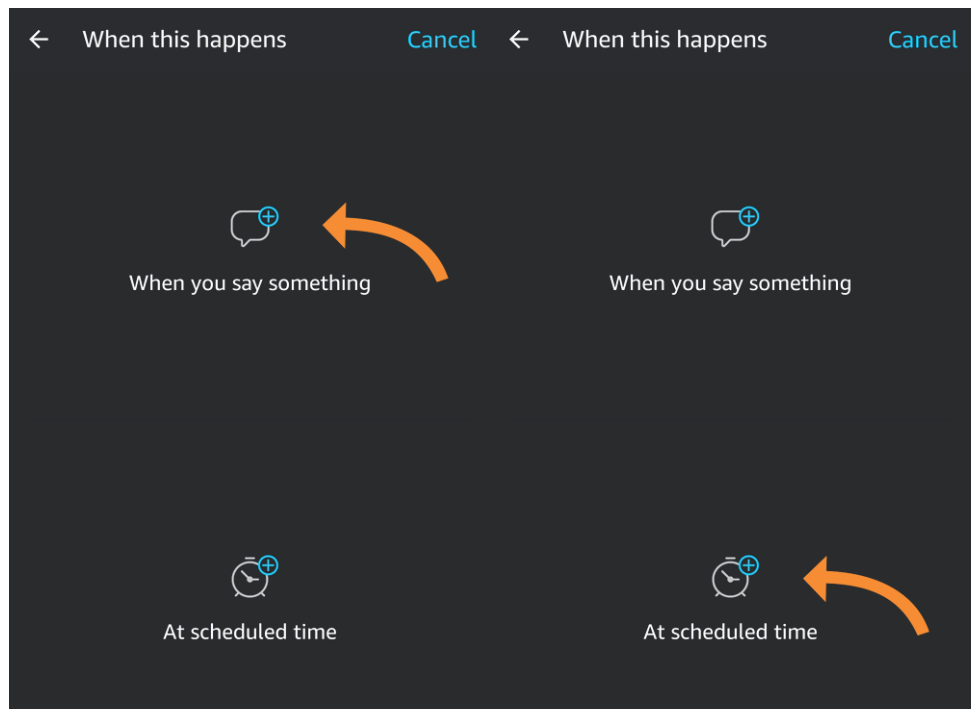 When this happens Cancel
When you say something
At scheduled time
When this happens Cancel
When you say something
At scheduled time